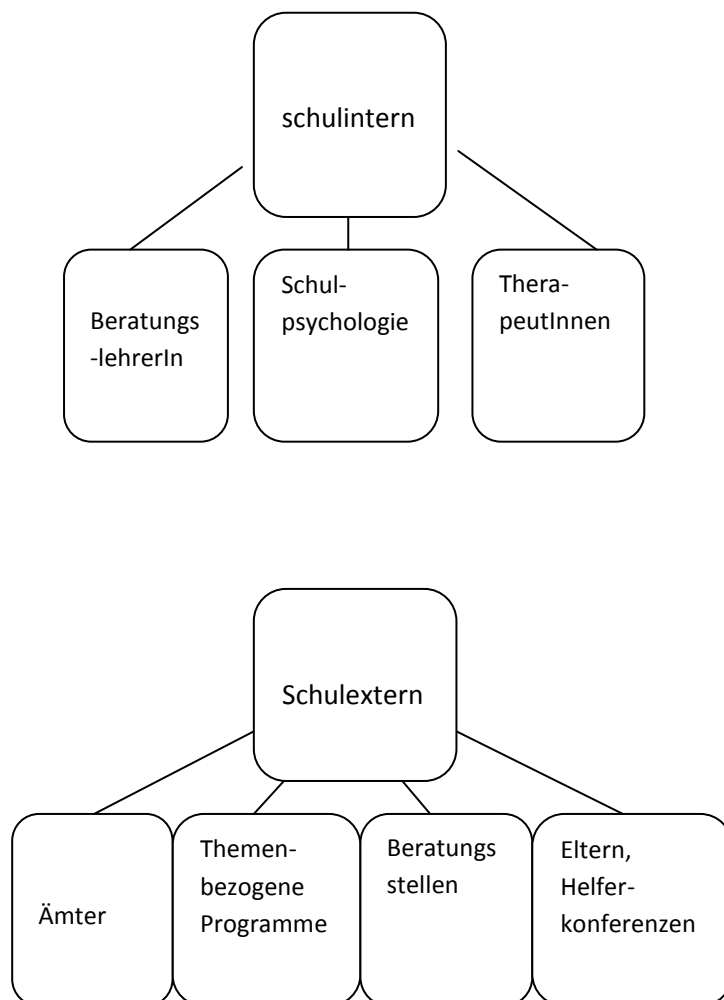 schulintern
Beratungs
-lehrerIn
Schul-
psychologie
Thera-
peutInnen
Schulextern
Ämter
Themen-
bezogene
Programme
Beratungs
stellen
Eltern,
Helfer-
konferenzen